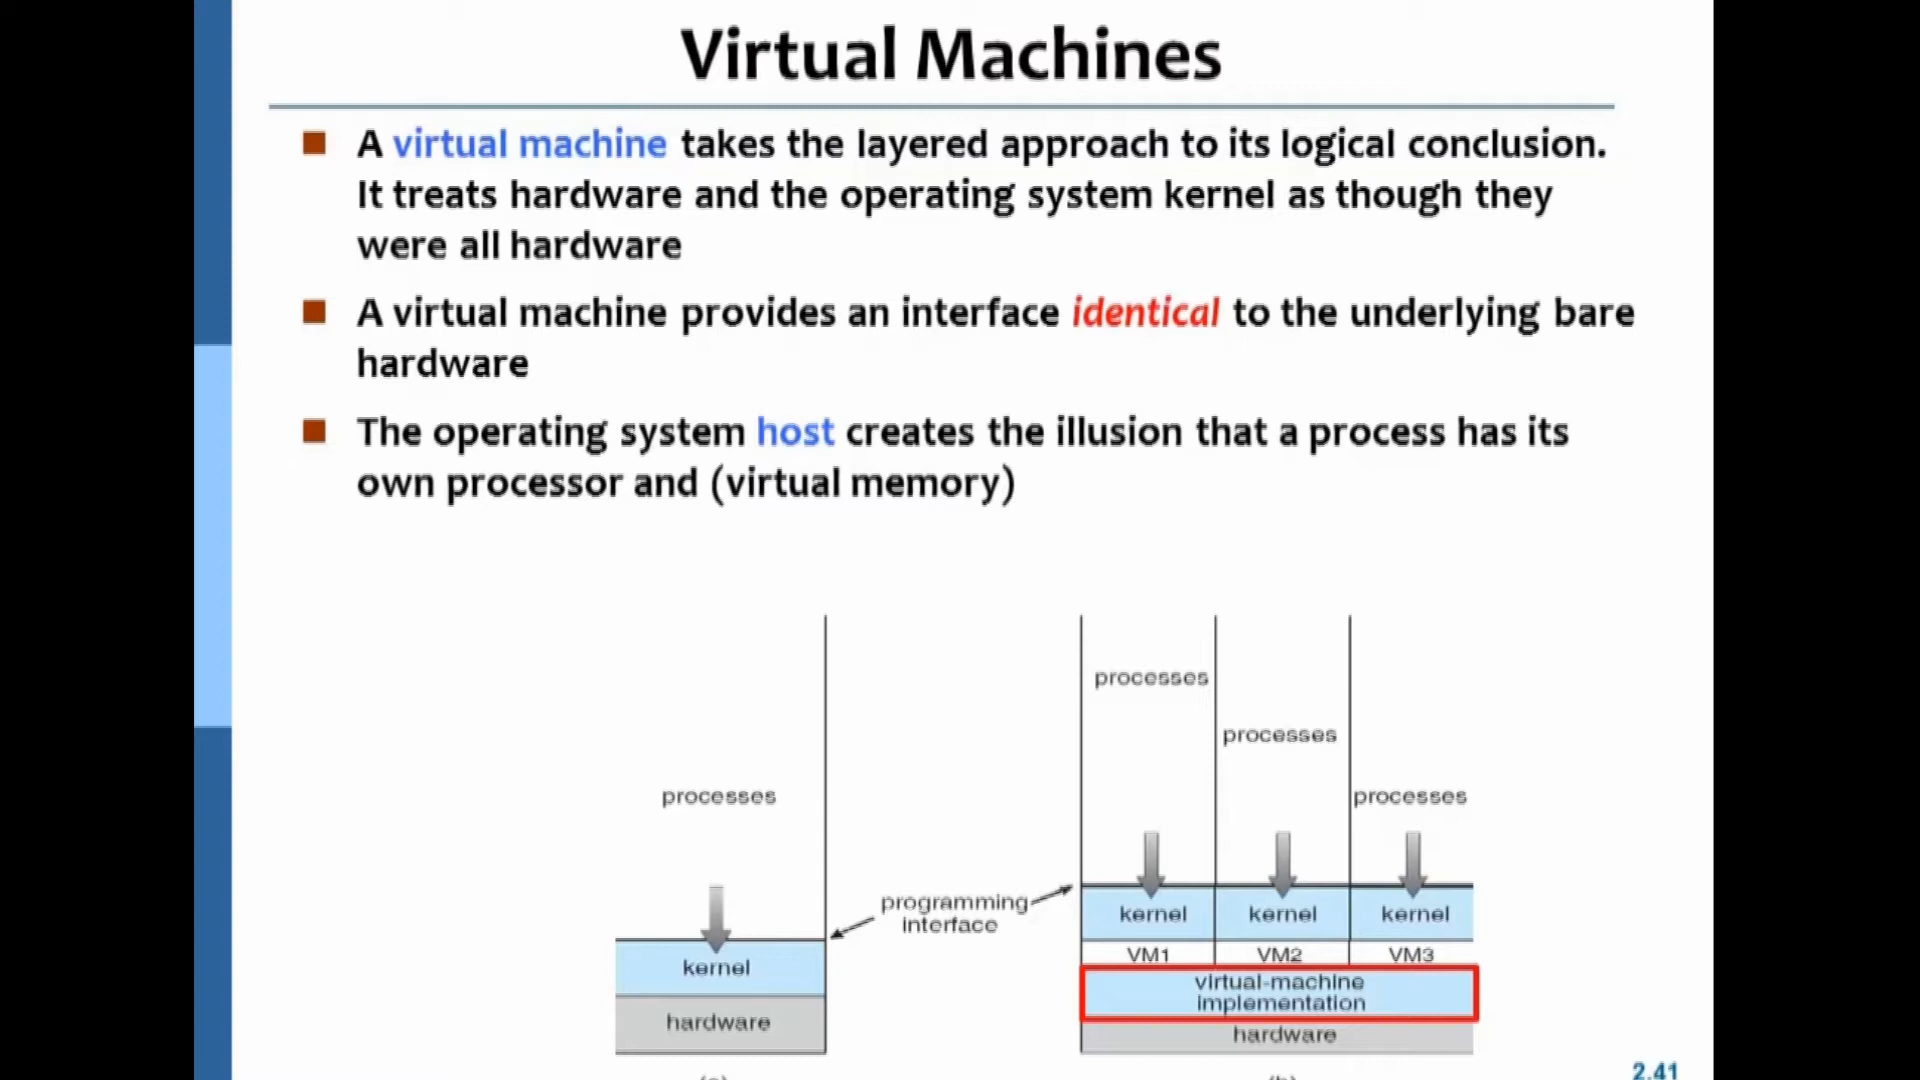 Virtual Machines
A virtual machine takes the layered approach to its logical conclusion.
It treats hardware and the operating system kernel as though they
were all hardware
A virtual machine provides an interface identical to the underlying bare
hardware
The operating system host creates the illusion that a process has its
own processor and (virtual memory)
processes
programming
interface
kernel
hardware
processes
processes
processes
kernel kernel kernel
VM1 VM2 VM3
virtual-machine
implementation
hardware
2.41